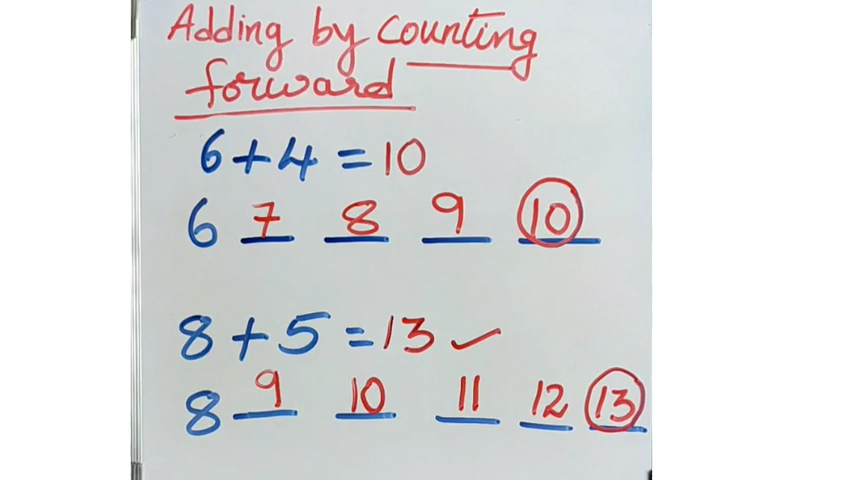 Adding by Counting
forward
6+4=10
6 7 8 9 10
8+5=13 ✓
8 9 10 11 12 13